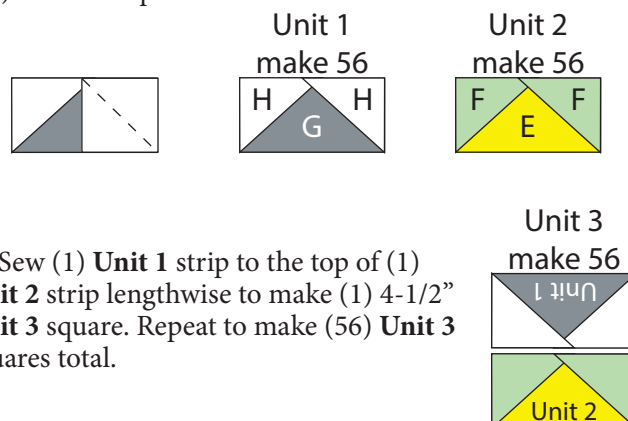 Unit 1
make 56
Unit 2
make 56
H H
G
F F
E
Unit 3
make 56
Sew (1) Unit 1 strip to the top of (1)
it 2 strip lengthwise to make (1) 4-1/2”
it 3 square. Repeat to make (56) Unit 3
uares total.
Unit 1
Unit 2